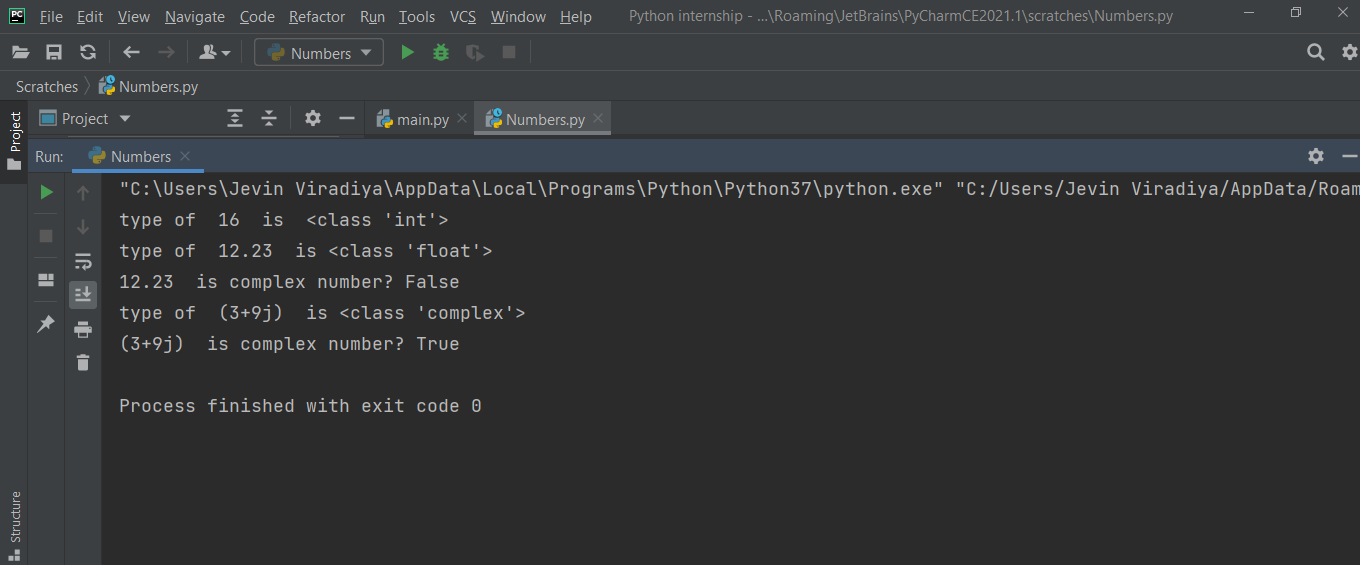 PC File Edit View Navigate Code Refactor Run Tools VCS Window Help Python internship - ...\Roaming\JetBrains\PyCharmCE2021.1\scratches\Numbers.py
Numbers
Scratches Numbers.py
Project
Project main.py Numbers.py
Run: Numbers
"C:\Users\Jevin Viradiya\AppData\Local\Programs\Python\Python37\python.exe" "C:/Users/Jevin Viradiya/AppData/Roam
type of  16  is  <class 'int'>
type of  12.23  is <class 'float'>
12.23  is complex number? False
type of  (3+9j)  is <class 'complex'>
(3+9j)  is complex number? True
Process finished with exit code 0
Structure